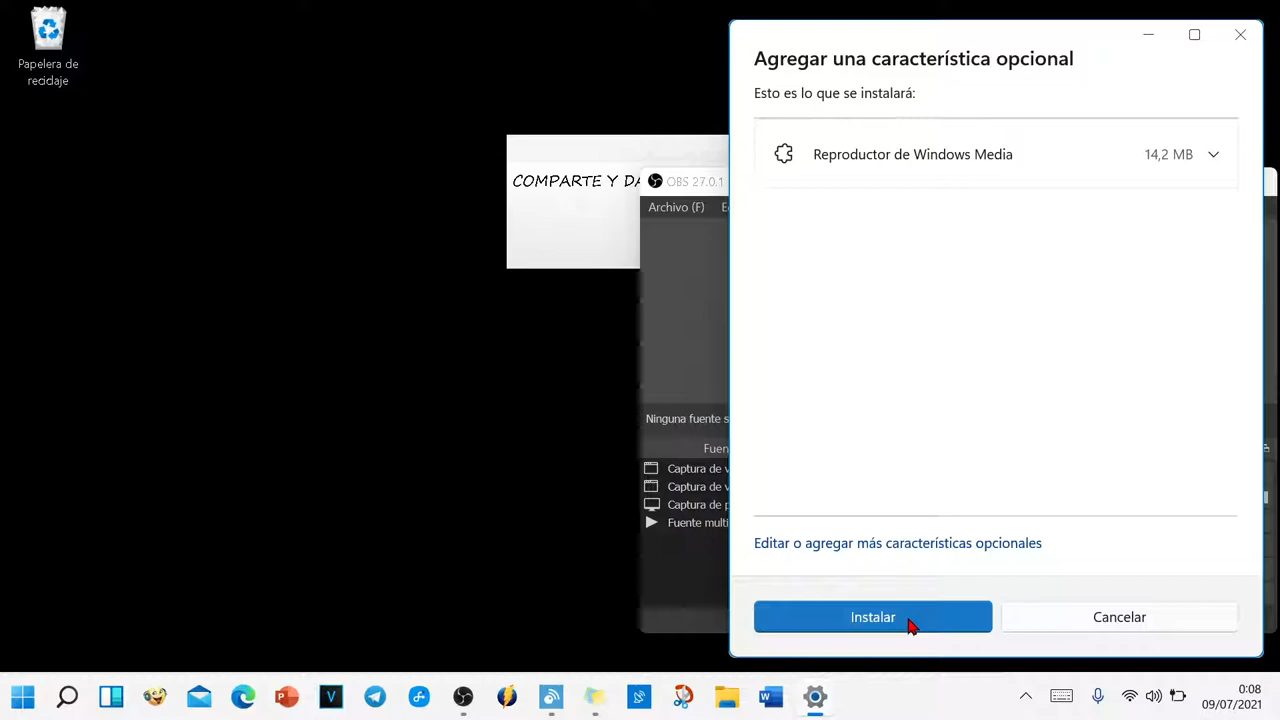 Papelera de
reciclaje
Agregar una característica opcional
Esto es lo que se instalará:
Reproductor de Windows Media
14,2 MB
COMPARTE Y DA
OBS 27.0.1
Archivo (F)
Ninguna fuente s
Fuen
Captura de v
Captura de v
Captura de p
Fuente multi
Editar o agregar más características opcionales
Instalar
Cancelar
0:08
09/07/2021